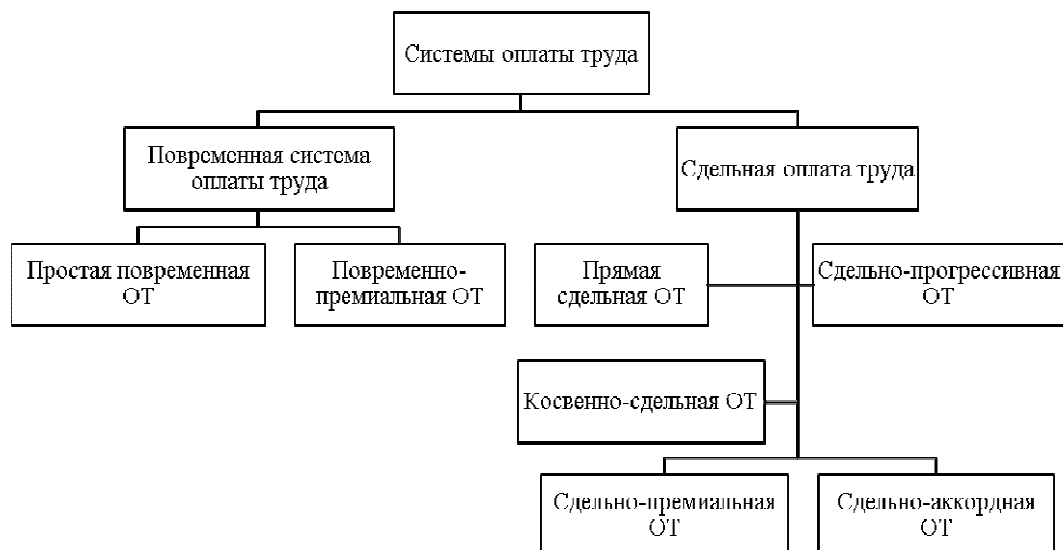 Системы оплаты труда
Повременная система
оплаты труда
Сдельная оплата труда
Простая повременная
ОТ
Повременно-
премиальная ОТ
Прямая
сдельная ОТ
Сдельно-прогрессивная
ОТ
Косвенно-сдельная ОТ
Сдельно-премиальная
ОТ
Сдельно-аккордная
ОТ